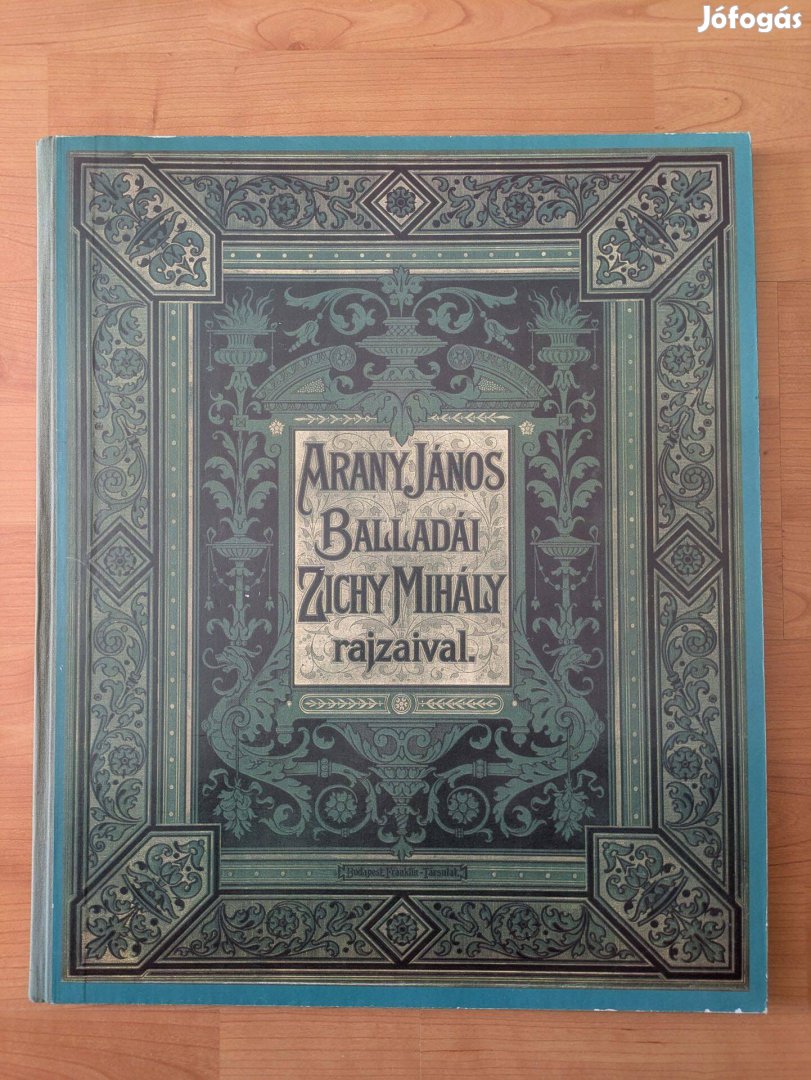 Jófogás
ARANY JÁNOS
BALLADÁI
ZICHY MIHÁLY
rajzaival.
Budapest, Franklin-Társulat.